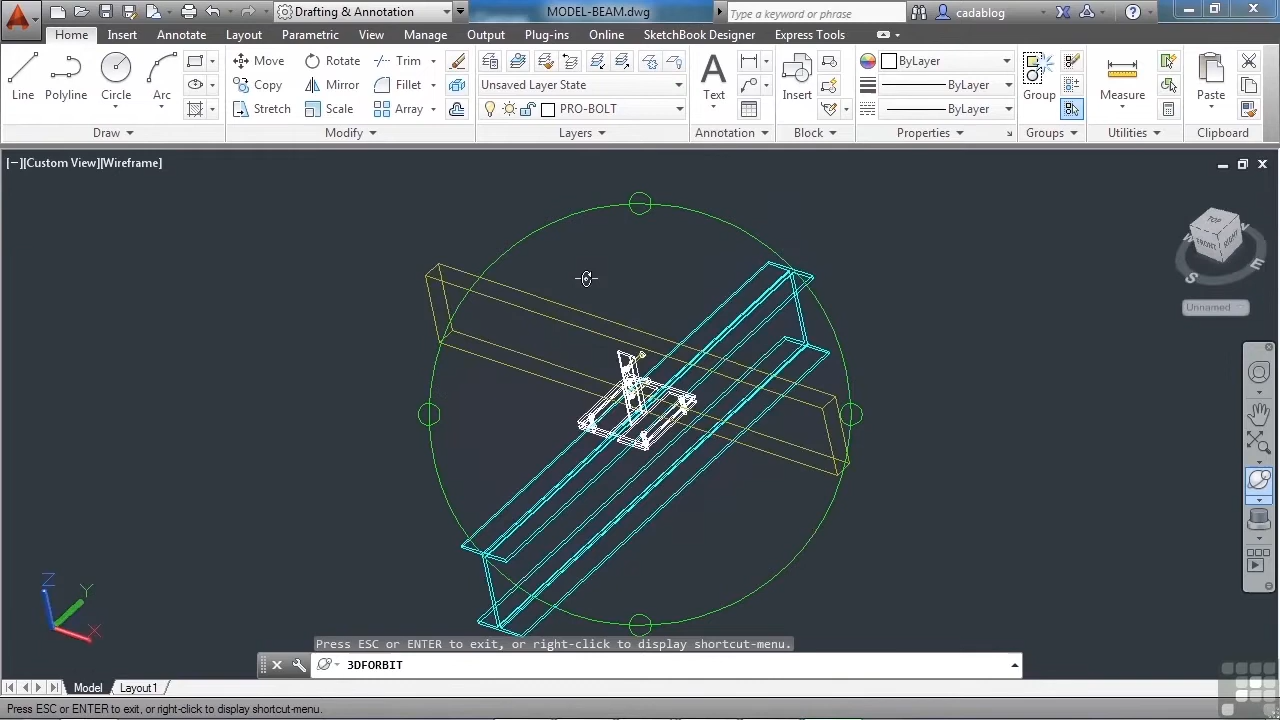 Drafting & Annotation
MODEL-BEAM.dwg
Type a keyword or phrase
cadablog
Home
Insert
Annotate
Layout
Parametric
View
Manage
Output
Plug-ins
Online
SketchBook Designer
Express Tools
Line
Polyline
Circle
Arc
Move
Rotate
Trim
Copy
Mirror
Fillet
Stretch
Scale
Array
Unsaved Layer State
PRO-BOLT
Text
Insert
ByLayer
ByLayer
ByLayer
Group
Measure
Paste
Draw
Modify
Layers
Annotation
Block
Properties
Groups
Utilities
Clipboard
[−][Custom View][Wireframe]
TOP
FRONT
RIGHT
W
S
E
Unnamed
Z
Y
X
Press ESC or ENTER to exit, or right-click to display shortcut-menu.
3DFORBIT
Model
Layout1
Press ESC or ENTER to exit, or right-click to display shortcut-menu.